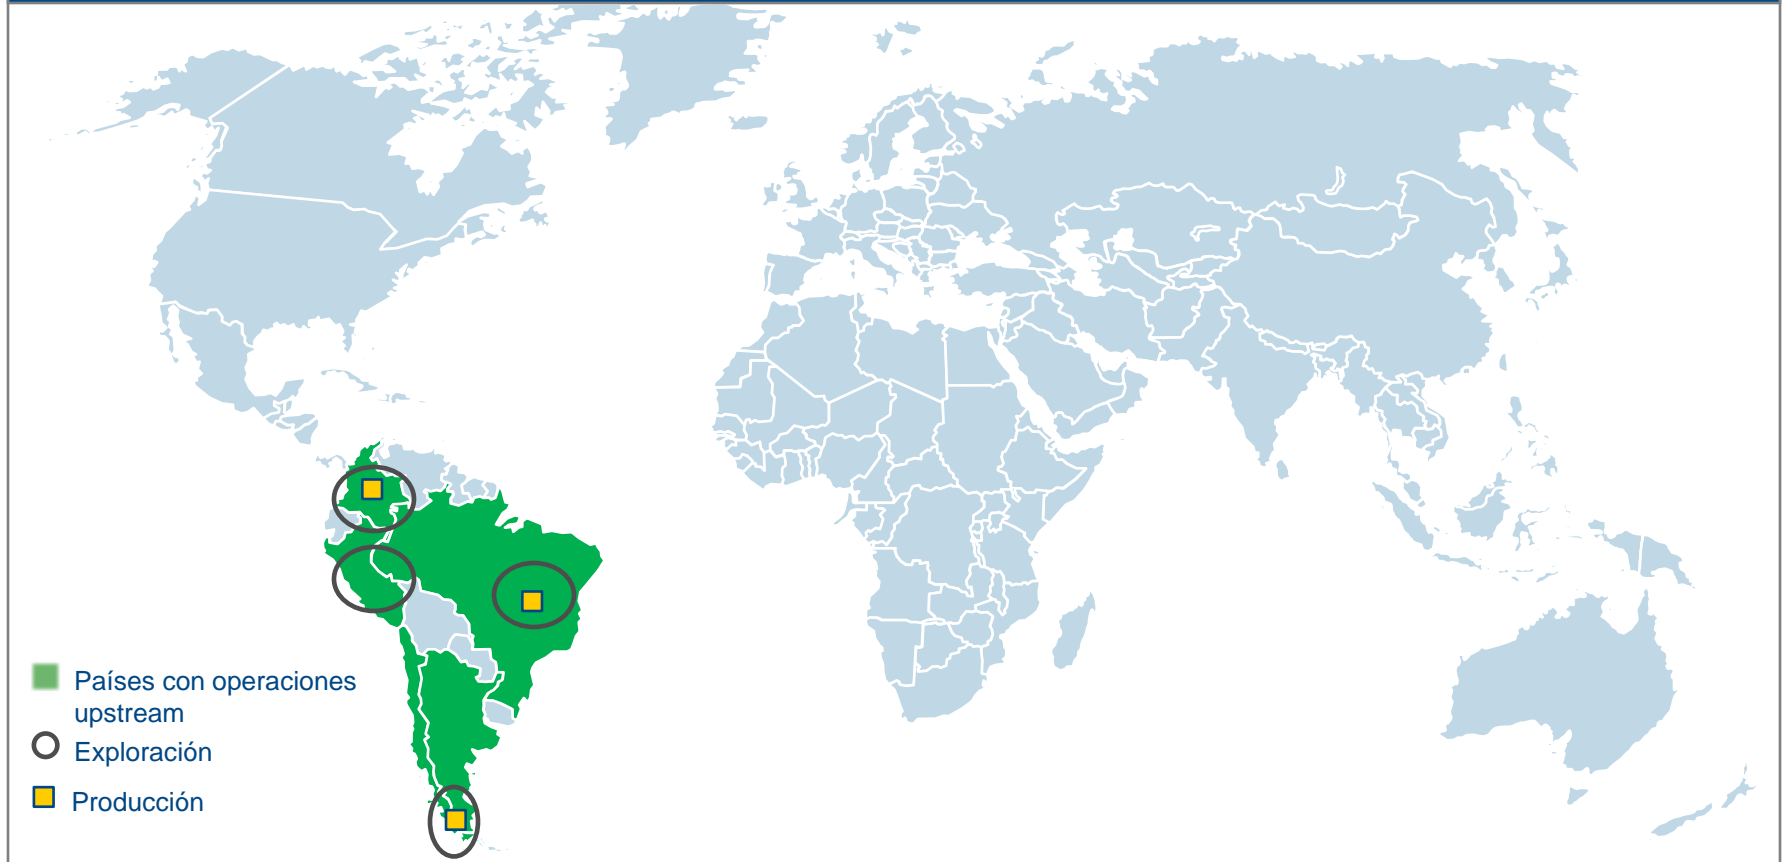 Países con operaciones
upstream
Exploración
Producción